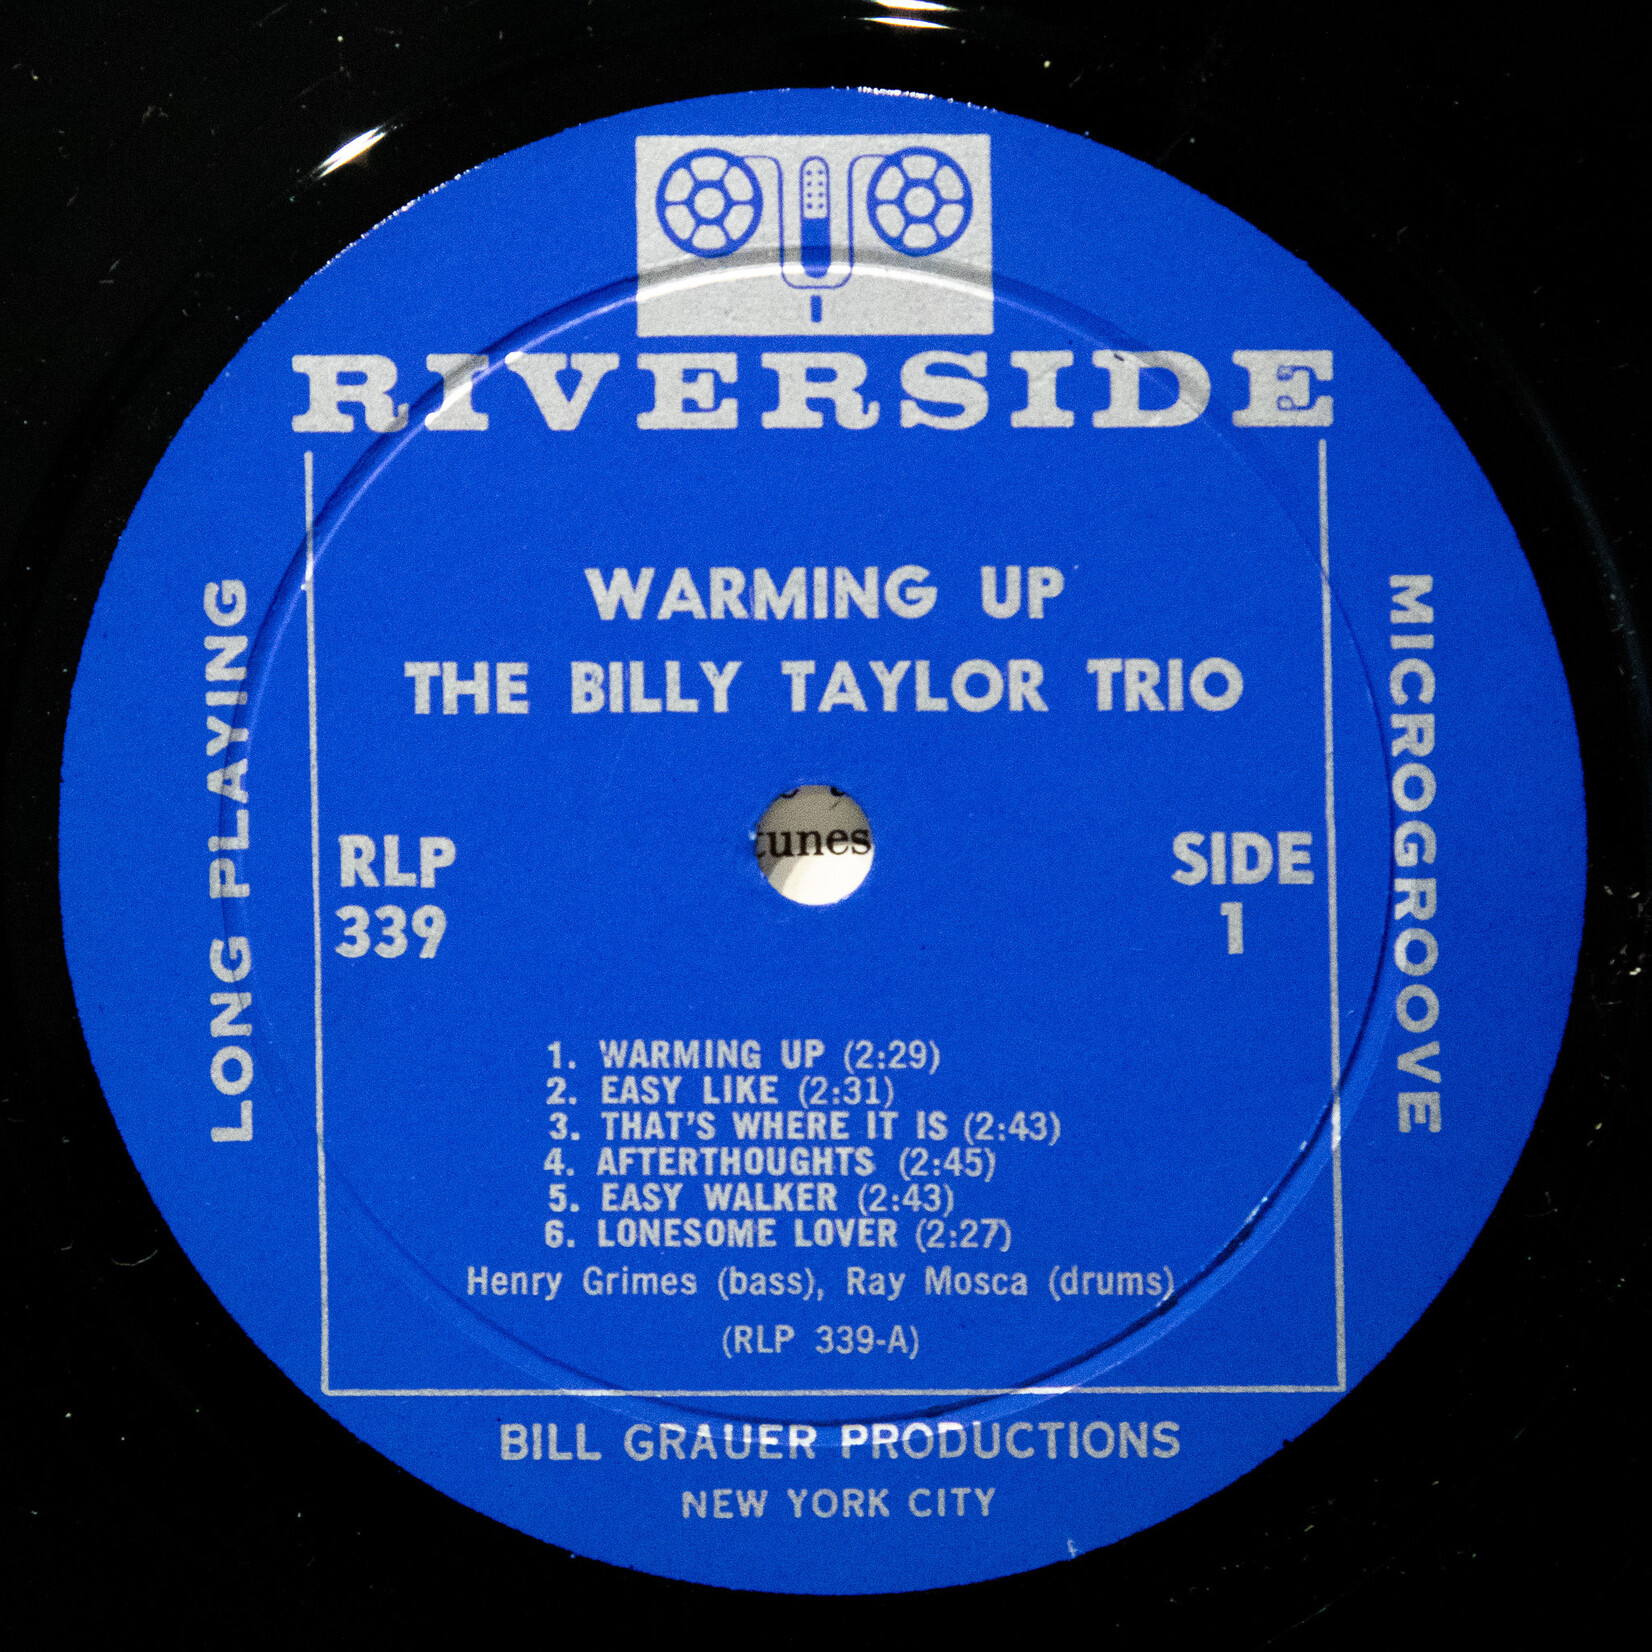 RIVERSIDE
WARMING UP
THE BILLY TAYLOR TRIO
LONG PLAYING
MICROGROOVE
tunes
RLP
339
SIDE
1
1. WARMING UP (2:29)
2. EASY LIKE (2:31)
3. THAT'S WHERE IT IS (2:43)
4. AFTERTHOUGHTS (2:45)
5. EASY WALKER (2:43)
6. LONESOME LOVER (2:27)
Henry Grimes (bass), Ray Mosca (drums)
(RLP 339-A)
BILL GRAUER PRODUCTIONS
NEW YORK CITY